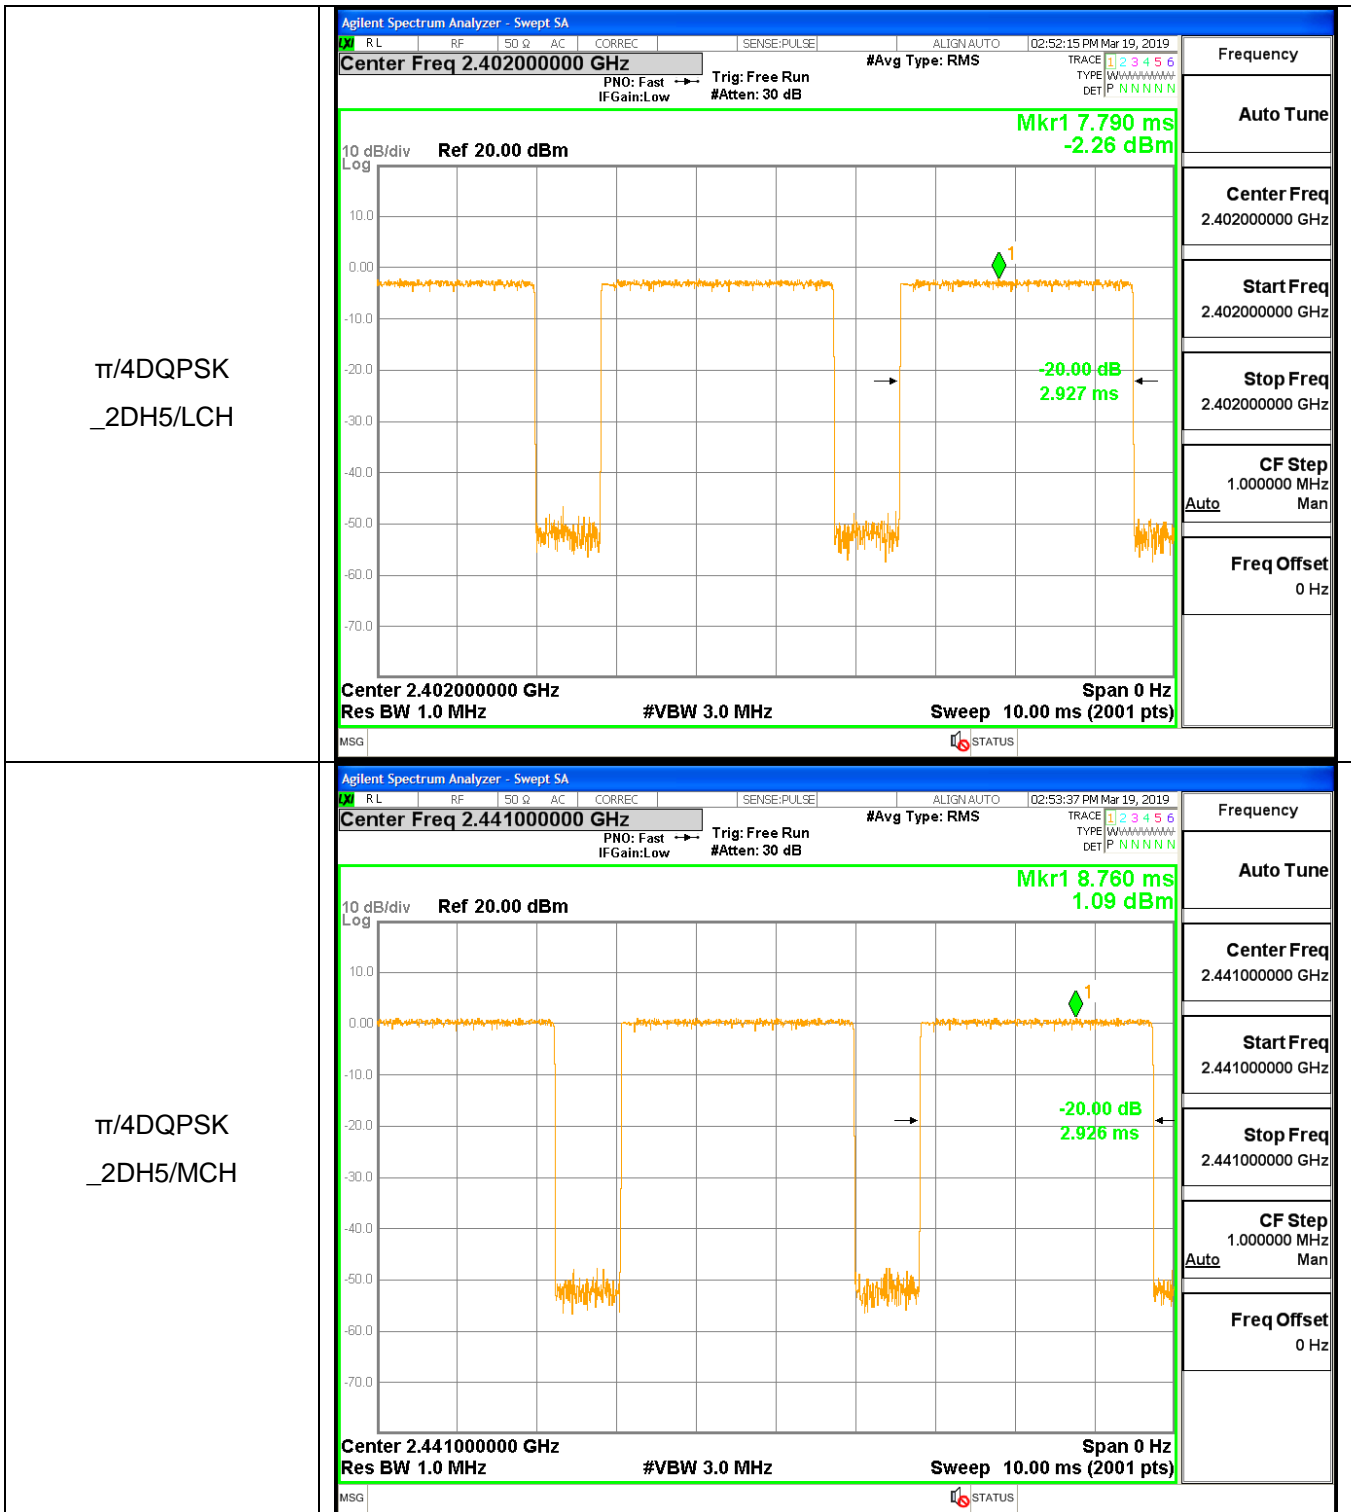 π/4DQPSK
_2DH5/LCH
Agilent Spectrum Analyzer - Swept SA
LXI RL RF 50 Ω AC CORREC SENSE:PULSE ALIGNAUTO 02:52:15 PM Mar 19, 2019
Center Freq 2.402000000 GHz
PNO: Fast
IFGain:Low
Trig: Free Run
#Atten: 30 dB
#Avg Type: RMS
TRACE 1 2 3 4 5 6
TYPE
DET P N N N N N
Mkr1 7.790 ms
-2.26 dBm
10 dB/div
Log
Ref 20.00 dBm
10.0
0.00
-10.0
-20.0
-30.0
-40.0
-50.0
-60.0
-70.0
1
-20.00 dB
2.927 ms
Center 2.402000000 GHz
Span 0 Hz
Res BW 1.0 MHz
#VBW 3.0 MHz
Sweep 10.00 ms (2001 pts)
MSG
STATUS
Frequency
Auto Tune
Center Freq
2.402000000 GHz
Start Freq
2.402000000 GHz
Stop Freq
2.402000000 GHz
CF Step
1.000000 MHz
Auto Man
Freq Offset
0 Hz
π/4DQPSK
_2DH5/MCH
Agilent Spectrum Analyzer - Swept SA
LXI RL RF 50 Ω AC CORREC SENSE:PULSE ALIGNAUTO 02:53:37 PM Mar 19, 2019
Center Freq 2.441000000 GHz
PNO: Fast
IFGain:Low
Trig: Free Run
#Atten: 30 dB
#Avg Type: RMS
TRACE 1 2 3 4 5 6
TYPE
DET P N N N N N
Mkr1 8.760 ms
1.09 dBm
10 dB/div
Log
Ref 20.00 dBm
10.0
0.00
-10.0
-20.0
-30.0
-40.0
-50.0
-60.0
-70.0
1
-20.00 dB
2.926 ms
Center 2.441000000 GHz
Span 0 Hz
Res BW 1.0 MHz
#VBW 3.0 MHz
Sweep 10.00 ms (2001 pts)
MSG
STATUS
Frequency
Auto Tune
Center Freq
2.441000000 GHz
Start Freq
2.441000000 GHz
Stop Freq
2.441000000 GHz
CF Step
1.000000 MHz
Auto Man
Freq Offset
0 Hz